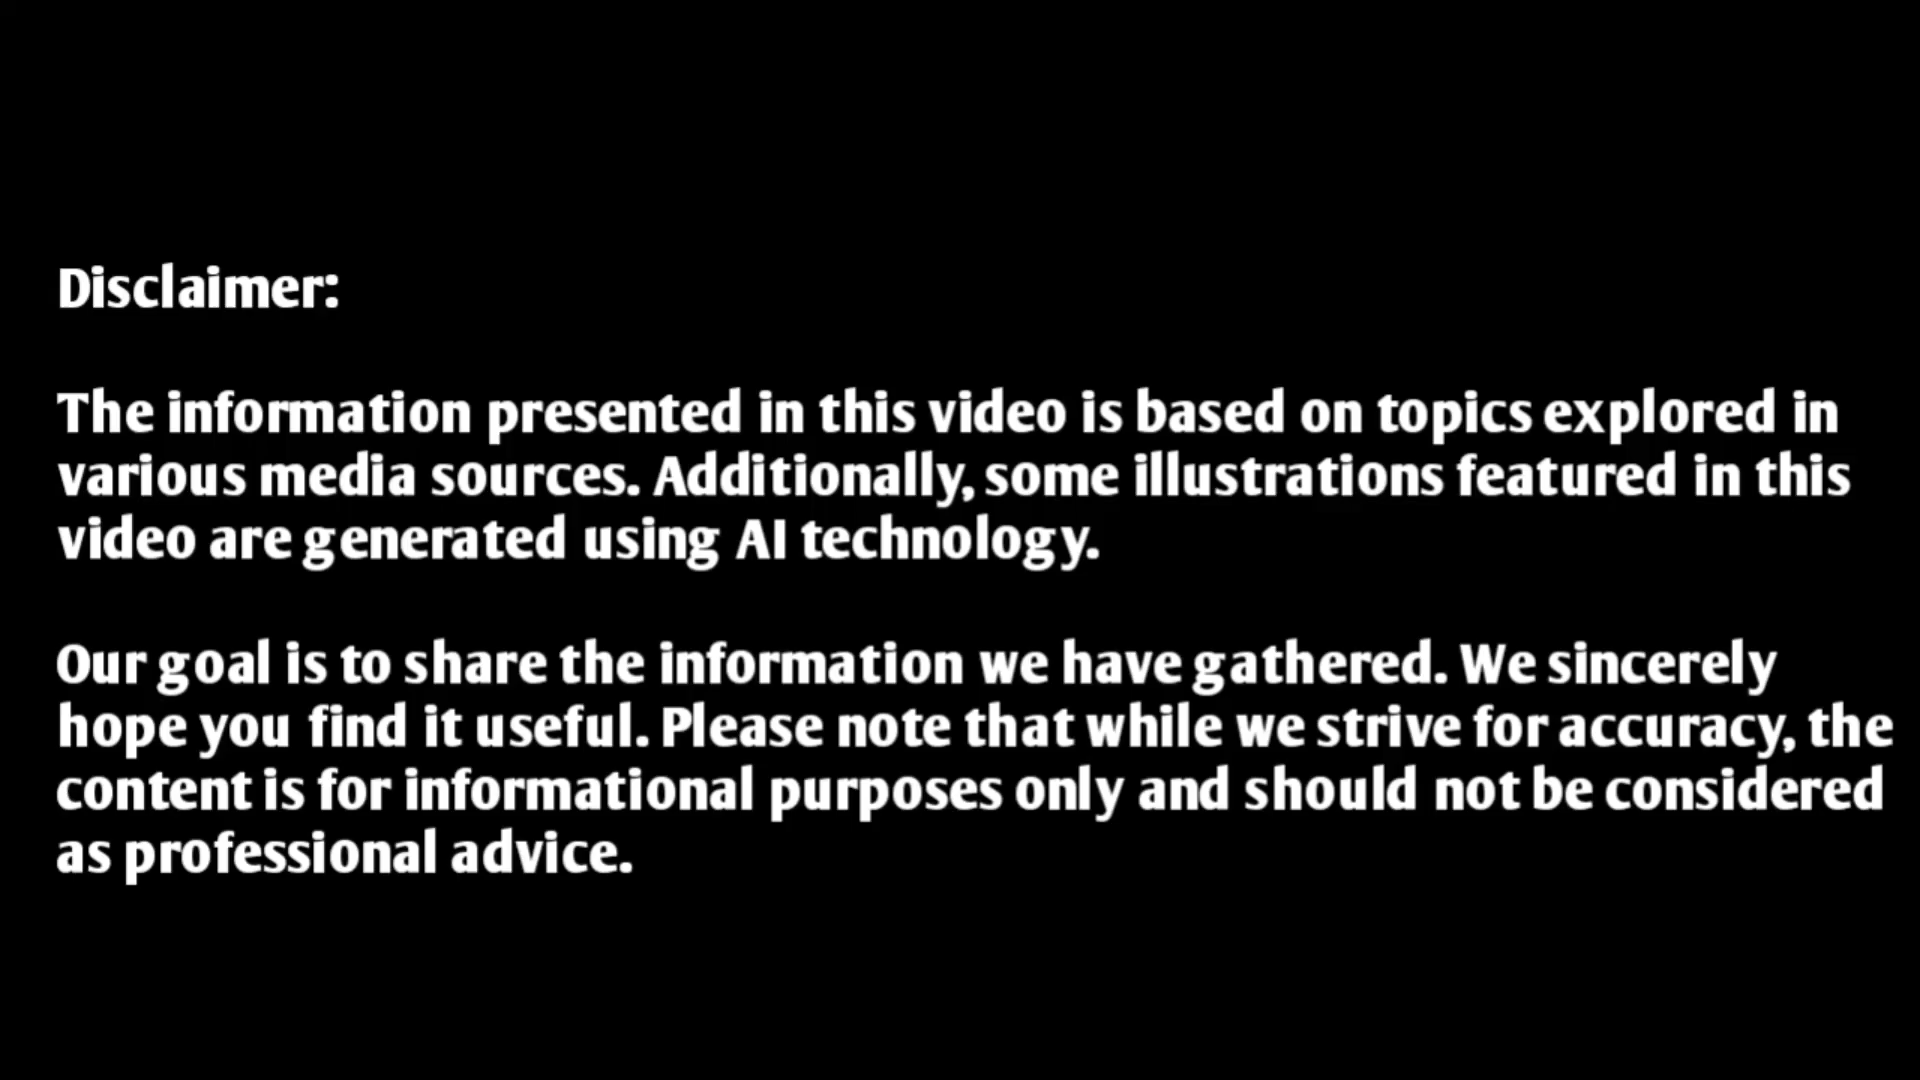 Disclaimer:
The information presented in this video is based on topics explored in
various media sources. Additionally, some illustrations featured in this
video are generated using AI technology.
Our goal is to share the information we have gathered. We sincerely
hope you find it useful. Please note that while we strive for accuracy, the
content is for informational purposes only and should not be considered
as professional advice.